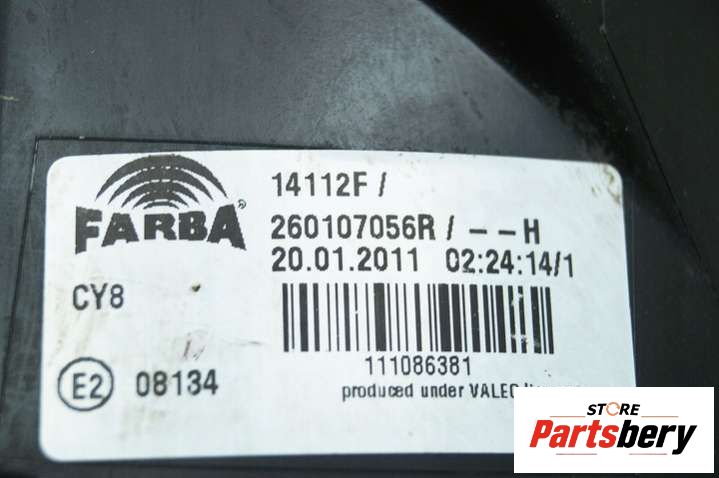 FARBA®
14112F /
260107056R / -- H
20.01.2011 02:24:14/1
CY8
111086381
E2 08134
produced under VALEO
STORE
Partsbery